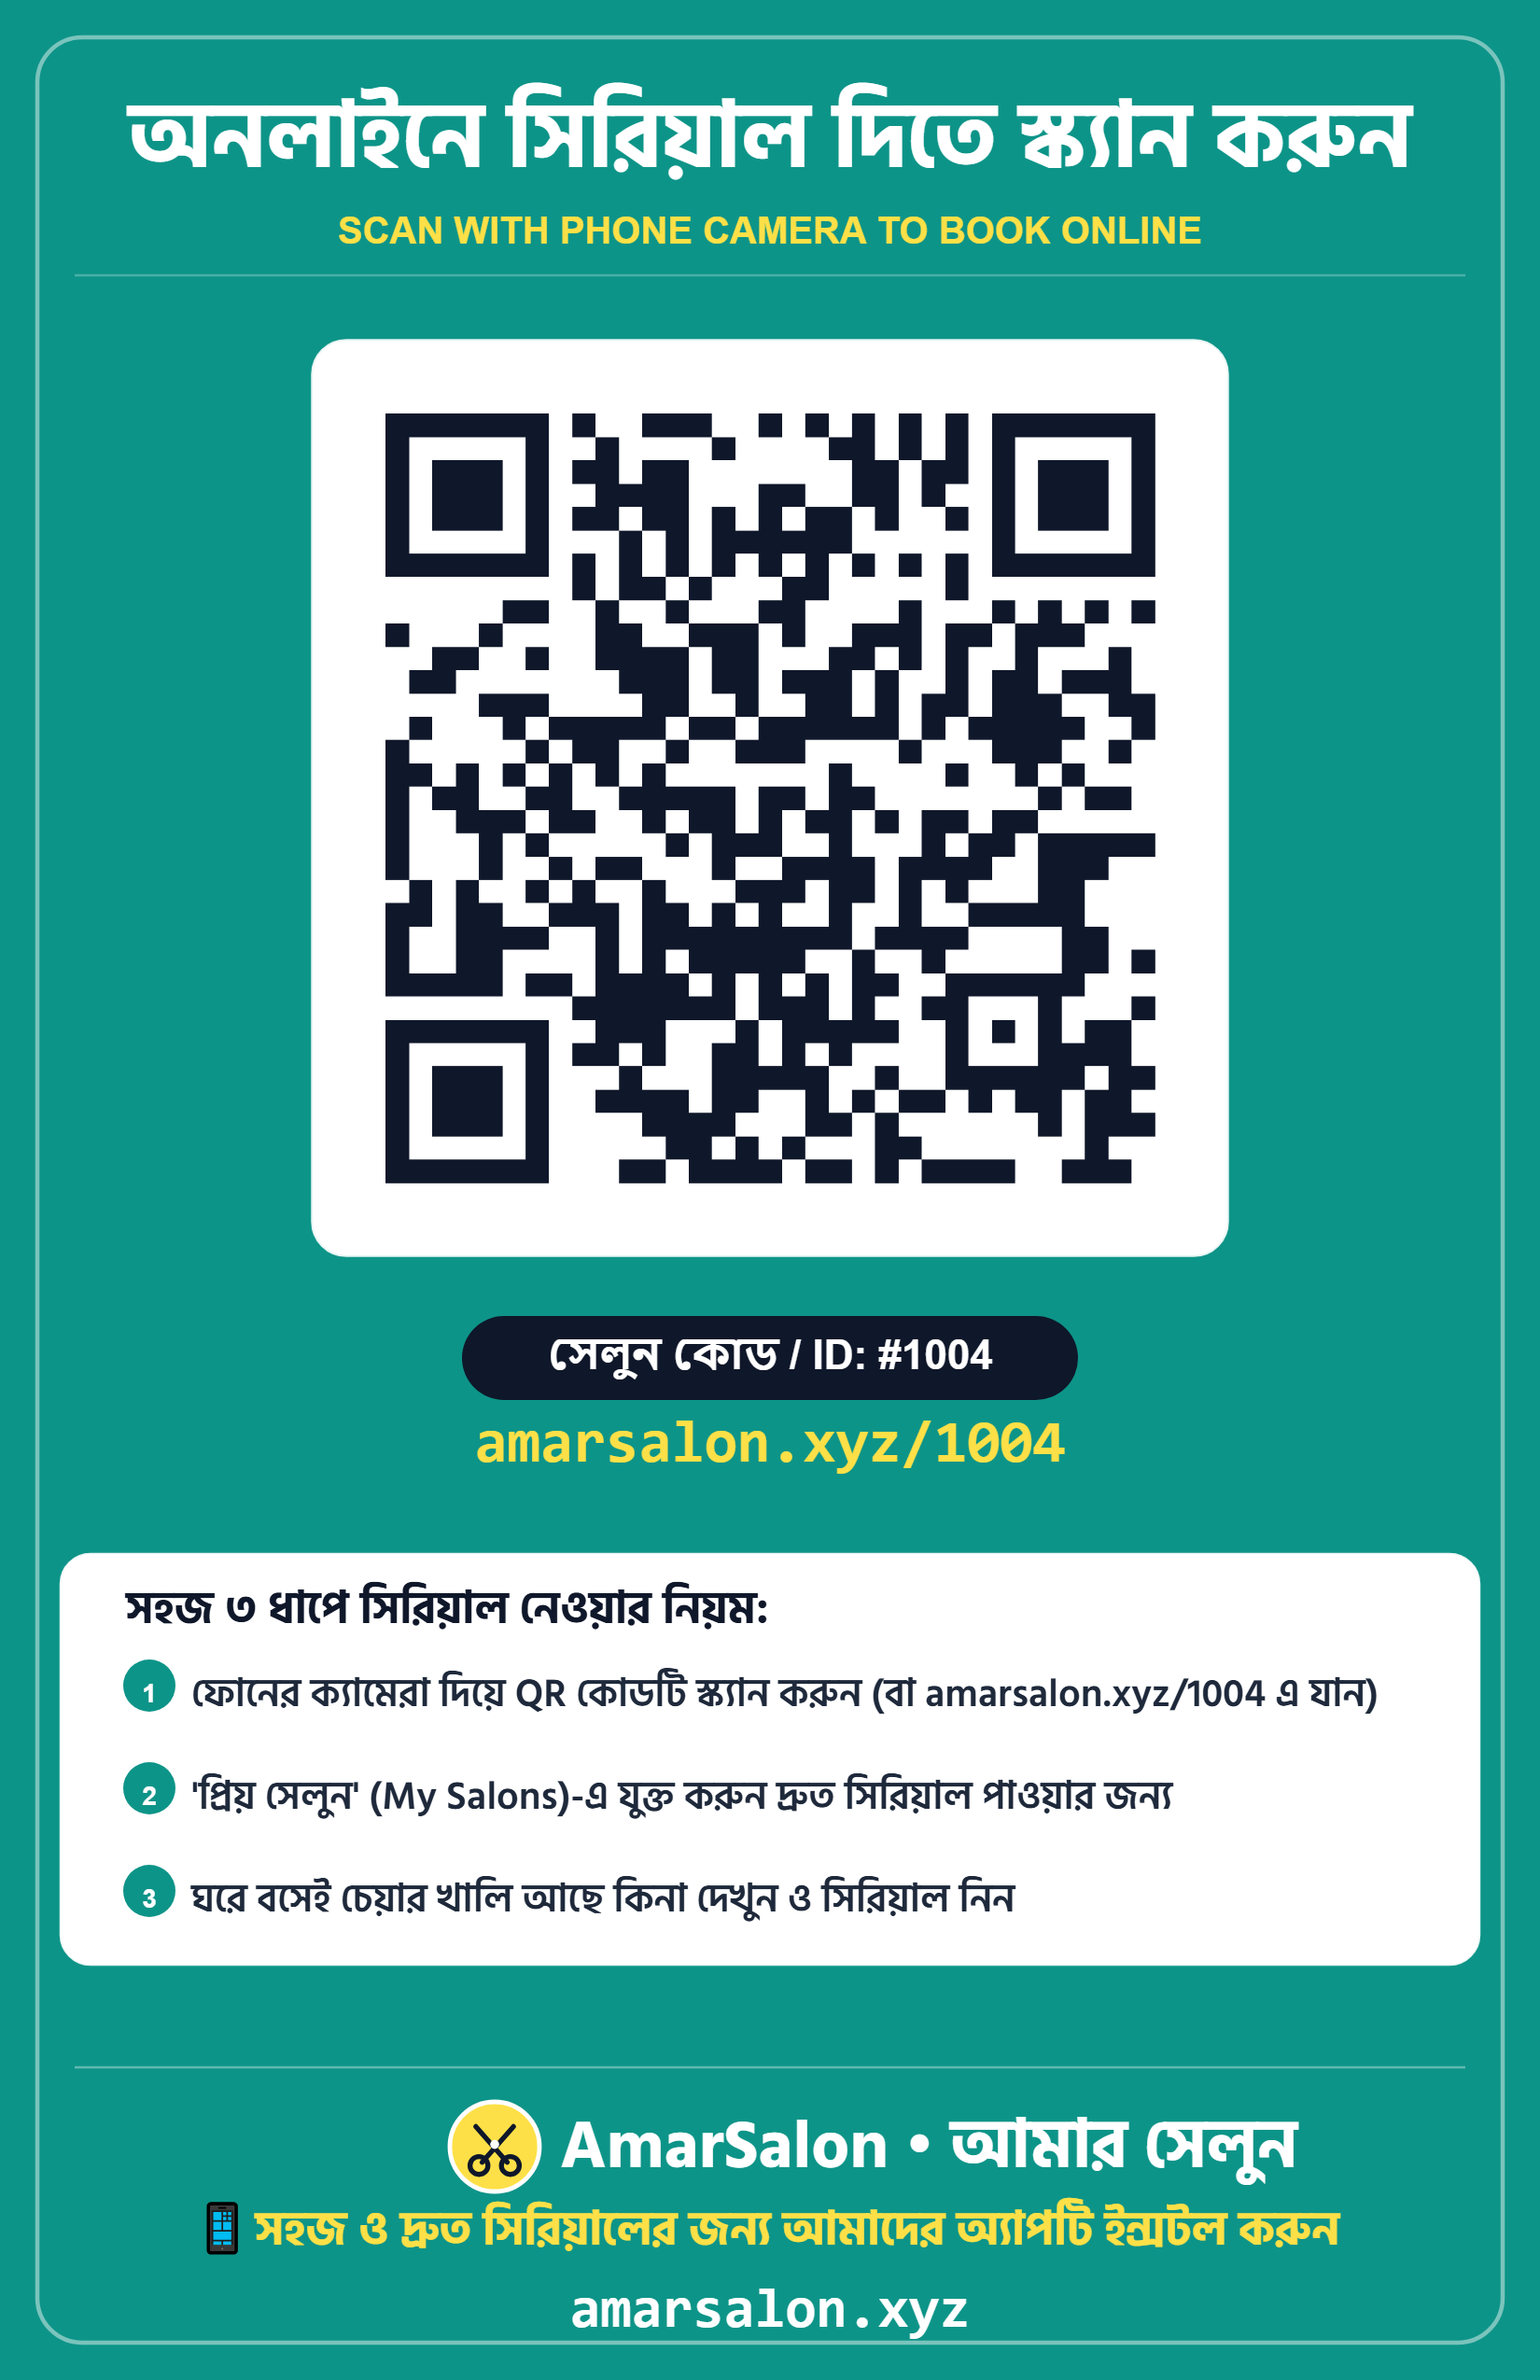 অনলাইনে সিরিয়াল দিতে স্ক্যান করুন
SCAN WITH PHONE CAMERA TO BOOK ONLINE
সেলুন কোড / ID: #1004
amarsalon.xyz/1004
সহজ ৩ ধাপে সিরিয়াল নেওয়ার নিয়ম:
1 ফোনের ক্যামেরা দিয়ে QR কোডটি স্ক্যান করুন (বা amarsalon.xyz/1004 এ যান)
2 'প্রিয় সেলুন' (My Salons)-এ যুক্ত করুন দ্রুত সিরিয়াল পাওয়ার জন্য
3 ঘরে বসেই চেয়ার খালি আছে কিনা দেখুন ও সিরিয়াল নিন
AmarSalon • আমার সেলুন
সহজ ও দ্রুত সিরিয়ালের জন্য আমাদের অ্যাপটি ইন্সটল করুন
amarsalon.xyz